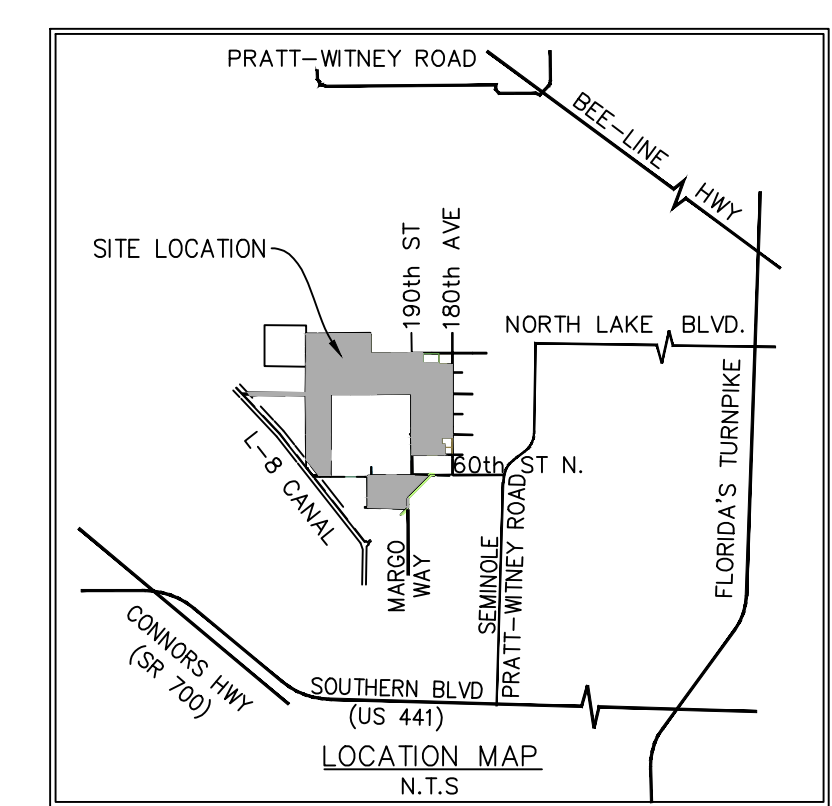 PRATT-WITNEY ROAD
BEE-LINE
HWY
SITE LOCATION
190th ST
180th AVE
NORTH LAKE BLVD.
FLORIDA'S TURNPIKE
L-8 CANAL
60th ST N.
MARGO
WAY
SEMINOLE
PRATT-WITNEY ROAD
CONNORS HWY
(SR 700)
SOUTHERN BLVD
(US 441)
LOCATION MAP
N.T.S